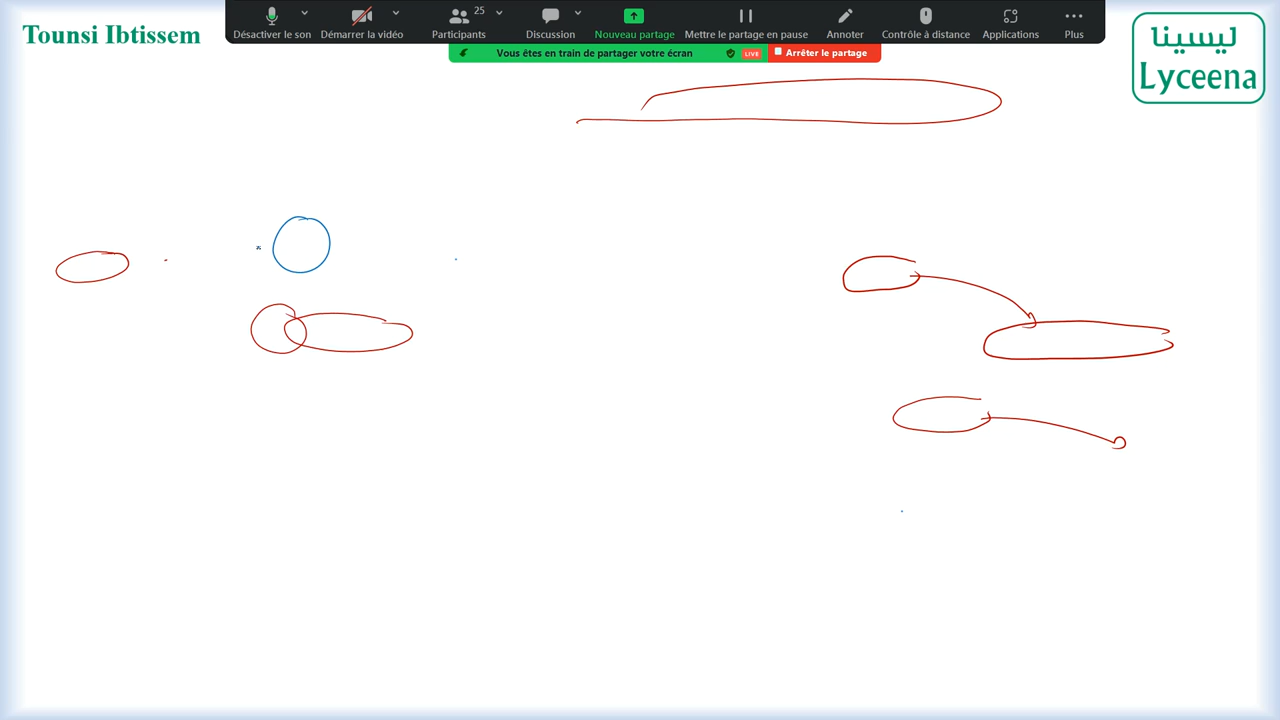 Tounsi Ibtissem
25
Désactiver le son
Démarrer la vidéo
Participants
Discussion
Nouveau partage
Mettre le partage en pause
Annoter
Contrôle à distance
Applications
Plus
Vous êtes en train de partager votre écran
LIVE
Arrêter le partage
ليسينا
Lyceena